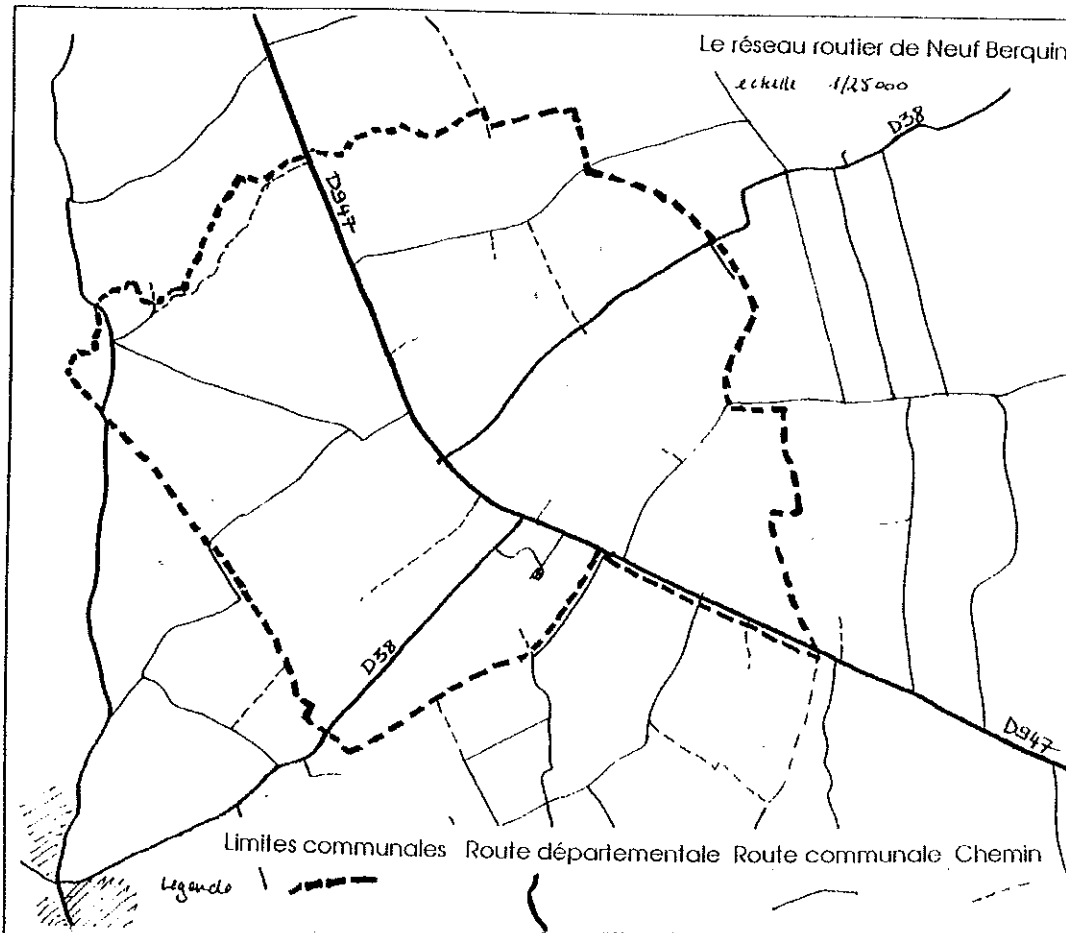 Le réseau routier de Neuf Berquin
echelle 1/25000
D38
D947
D38
D947
Limites communales Route départementale Route communale Chemin
Legende